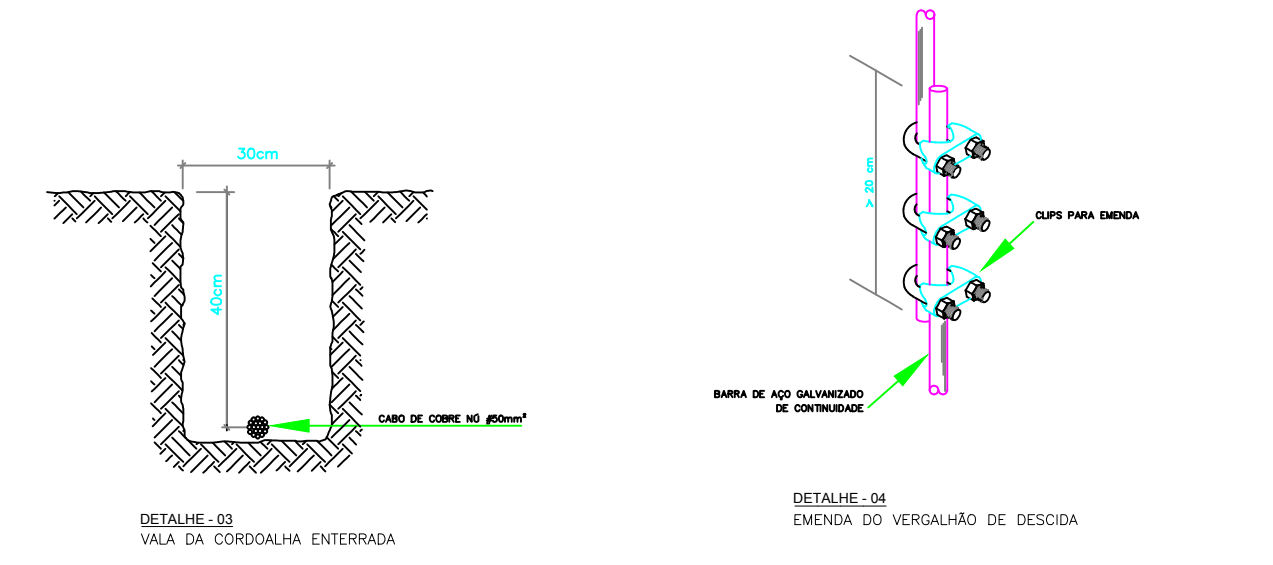 30cm
40cm
CABO DE COBRE NÚ #50mm²
DETALHE - 03
VALA DA CORDOALHA ENTERRADA
> 20 cm
CLIPS PARA EMENDA
BARRA DE AÇO GALVANIZADO
DE CONTINUIDADE
DETALHE - 04
EMENDA DO VERGALHÃO DE DESCIDA